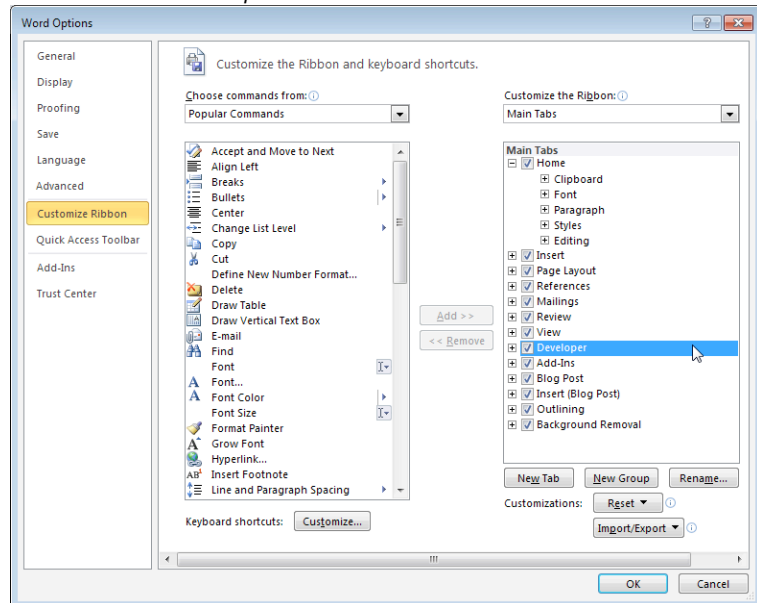 Word Options
General
Display
Proofing
Save
Language
Advanced
Customize Ribbon
Quick Access Toolbar
Add-Ins
Trust Center
Customize the Ribbon and keyboard shortcuts.
Choose commands from:
Popular Commands
Accept and Move to Next
Align Left
Breaks
Bullets
Center
Change List Level
Copy
Cut
Define New Number Format...
Delete
Draw Table
Draw Vertical Text Box
E-mail
Find
Font
Font...
Font Color
Font Size
Format Painter
Grow Font
Hyperlink...
Insert Footnote
Line and Paragraph Spacing
Keyboard shortcuts: Customize...
Add >>
<< Remove
Customize the Ribbon:
Main Tabs
Main Tabs
Home
Clipboard
Font
Paragraph
Styles
Editing
Insert
Page Layout
References
Mailings
Review
View
Developer
Add-Ins
Blog Post
Insert (Blog Post)
Outlining
Background Removal
New Tab New Group Rename...
Customizations: Reset
Import/Export
OK Cancel